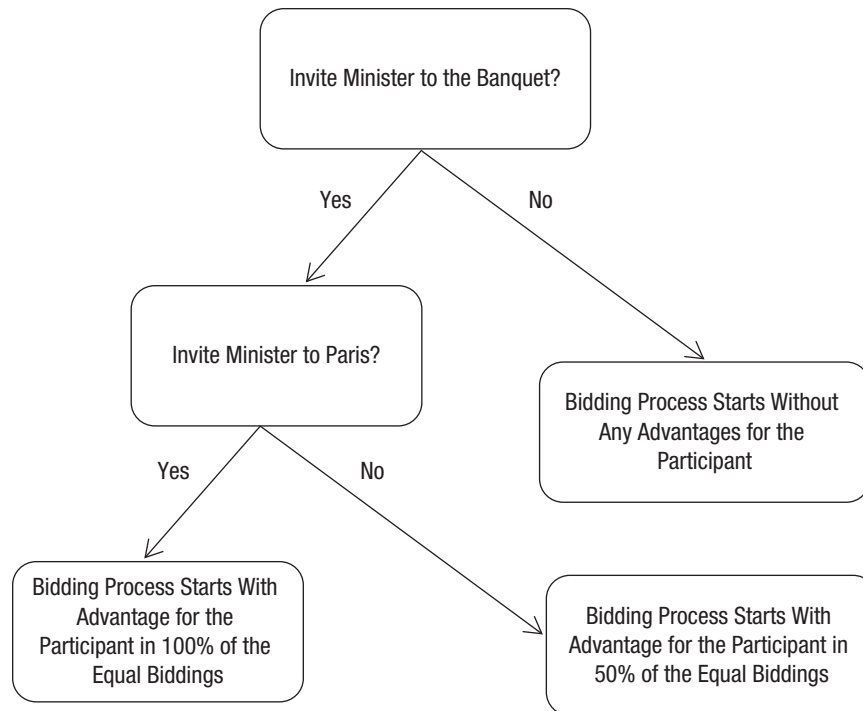 Invite Minister to the Banquet?
Yes
No
Invite Minister to Paris?
Bidding Process Starts Without
Any Advantages for the
Participant
Yes
No
Bidding Process Starts With
Advantage for the
Participant in 100% of the
Equal Biddings
Bidding Process Starts With
Advantage for the Participant in
50% of the Equal Biddings